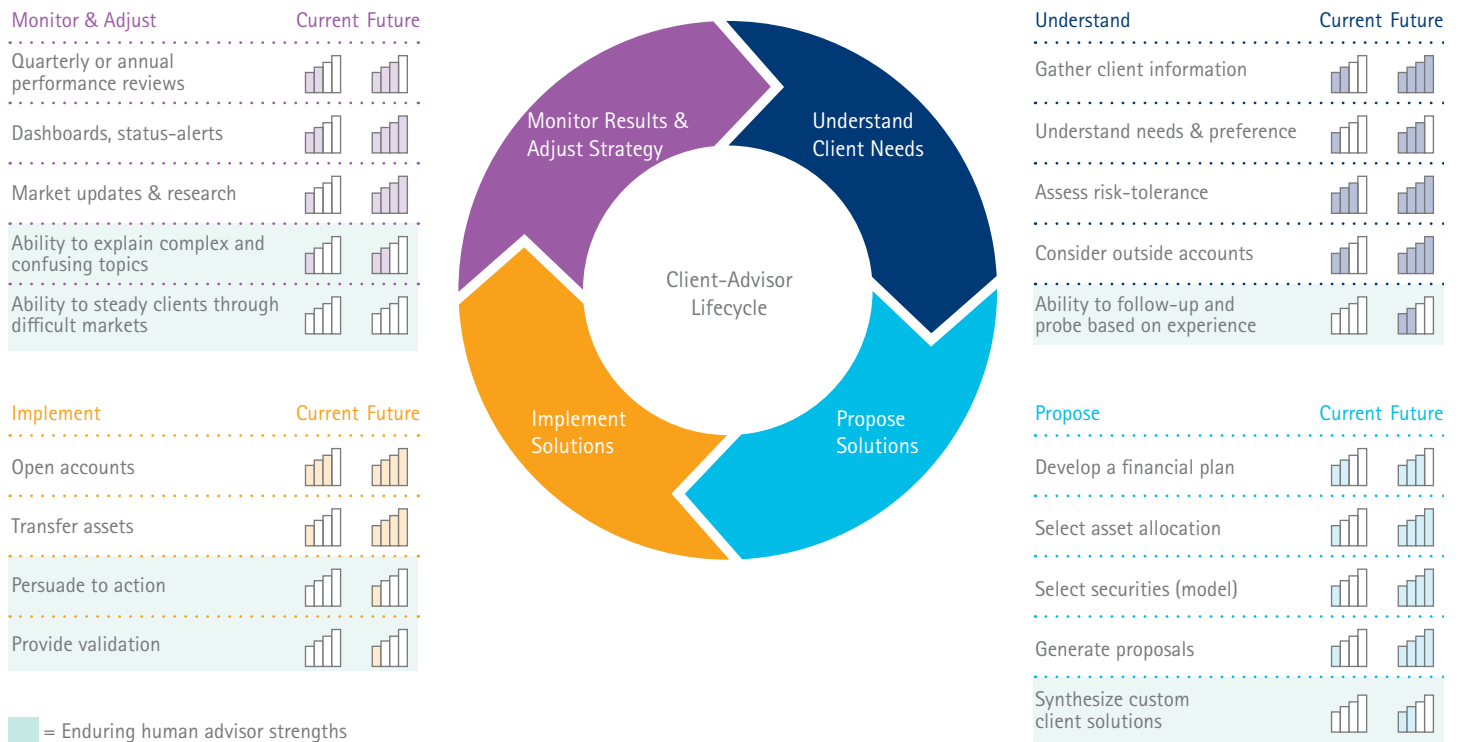 Monitor & Adjust Current Future
Quarterly or annual
performance reviews
Dashboards, status-alerts
Market updates & research
Ability to explain complex and
confusing topics
Ability to steady clients through
difficult markets
Implement Current Future
Open accounts
Transfer assets
Persuade to action
Provide validation
= Enduring human advisor strengths
Monitor Results &
Adjust Strategy
Understand
Client Needs
Client-Advisor
Lifecycle
Implement
Solutions
Propose
Solutions
Understand Current Future
Gather client information
Understand needs & preference
Assess risk-tolerance
Consider outside accounts
Ability to follow-up and
probe based on experience
Propose Current Future
Develop a financial plan
Select asset allocation
Select securities (model)
Generate proposals
Synthesize custom
client solutions